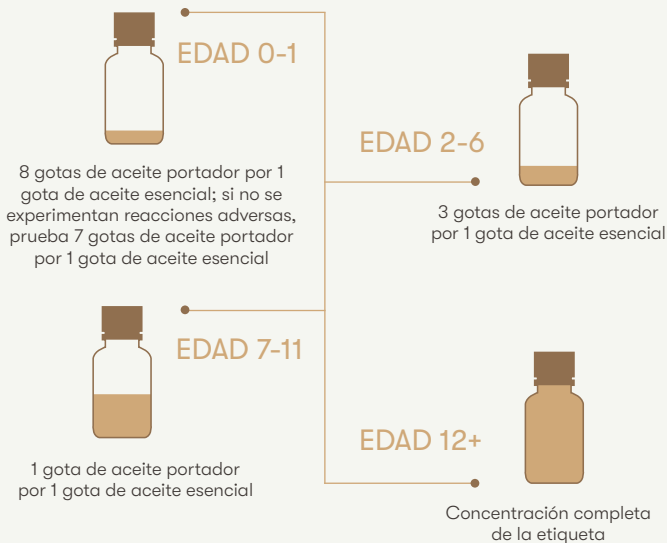 EDAD 0-1
8 gotas de aceite portador por 1
gota de aceite esencial; si no se
experimentan reacciones adversas,
prueba 7 gotas de aceite portador
por 1 gota de aceite esencial
EDAD 2-6
3 gotas de aceite portador
por 1 gota de aceite esencial
EDAD 7-11
1 gota de aceite portador
por 1 gota de aceite esencial
EDAD 12+
Concentración completa
de la etiqueta